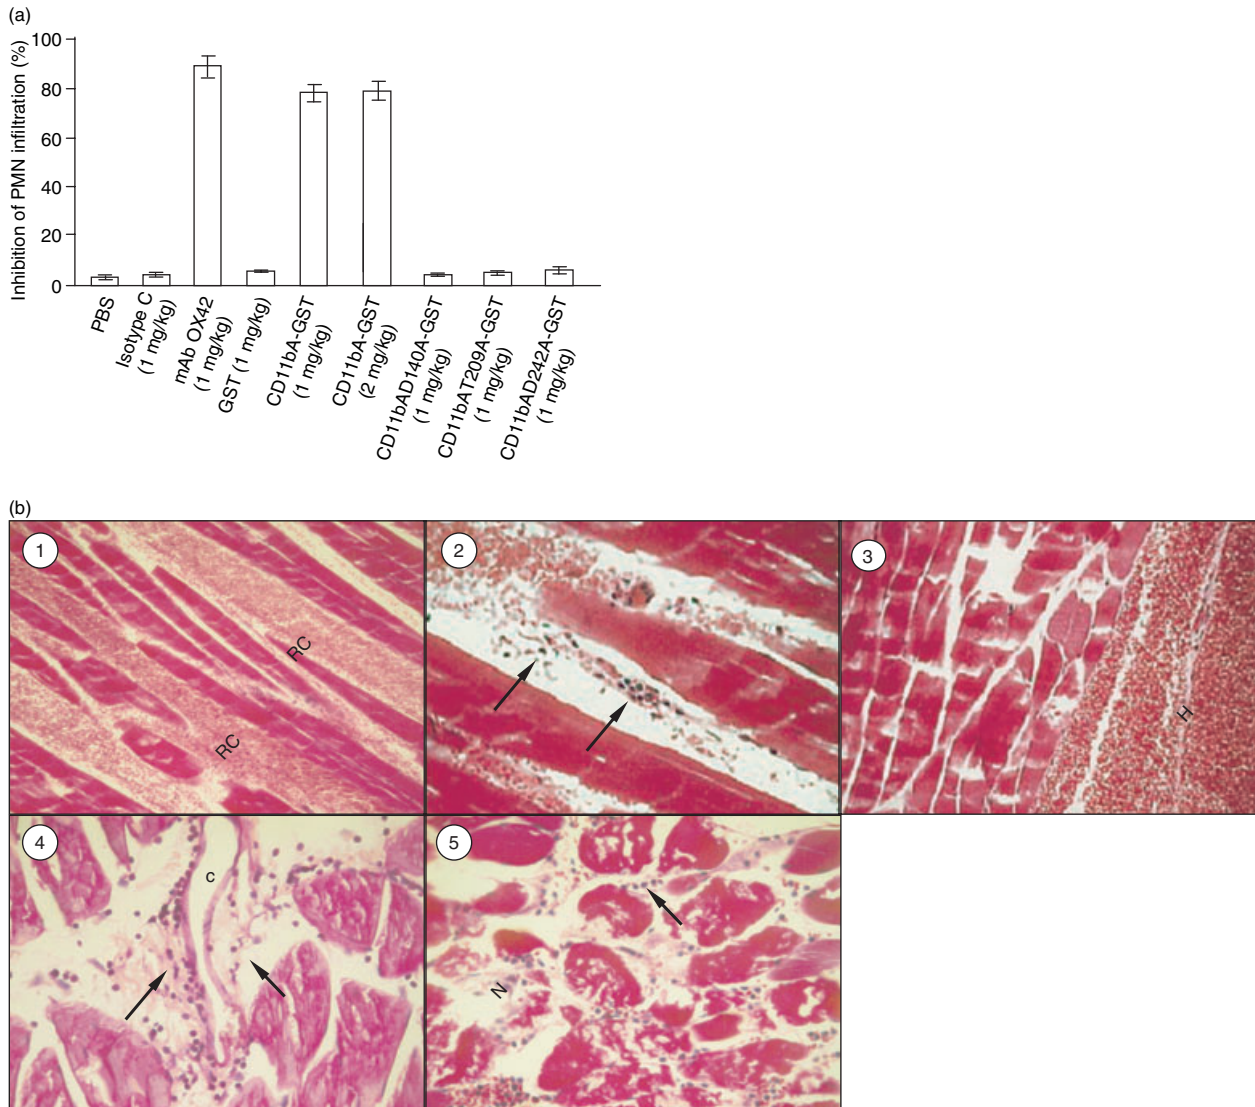 (a)
Inhibition of PMN infiltration (%)
100
80
60
40
20
0
PBS
Isotype C
(1 mg/kg)
mAb OX42
(1 mg/kg)
GST (1 mg/kg)
CD11bA-GST
(1 mg/kg)
CD11bA-GST
(2 mg/kg)
CD11bAD140A-GST
(1 mg/kg)
CD11bAT209A-GST
(1 mg/kg)
CD11bAD242A-GST
(1 mg/kg)
(b)
1
RC
RC
2
3
H
4
c
5
N